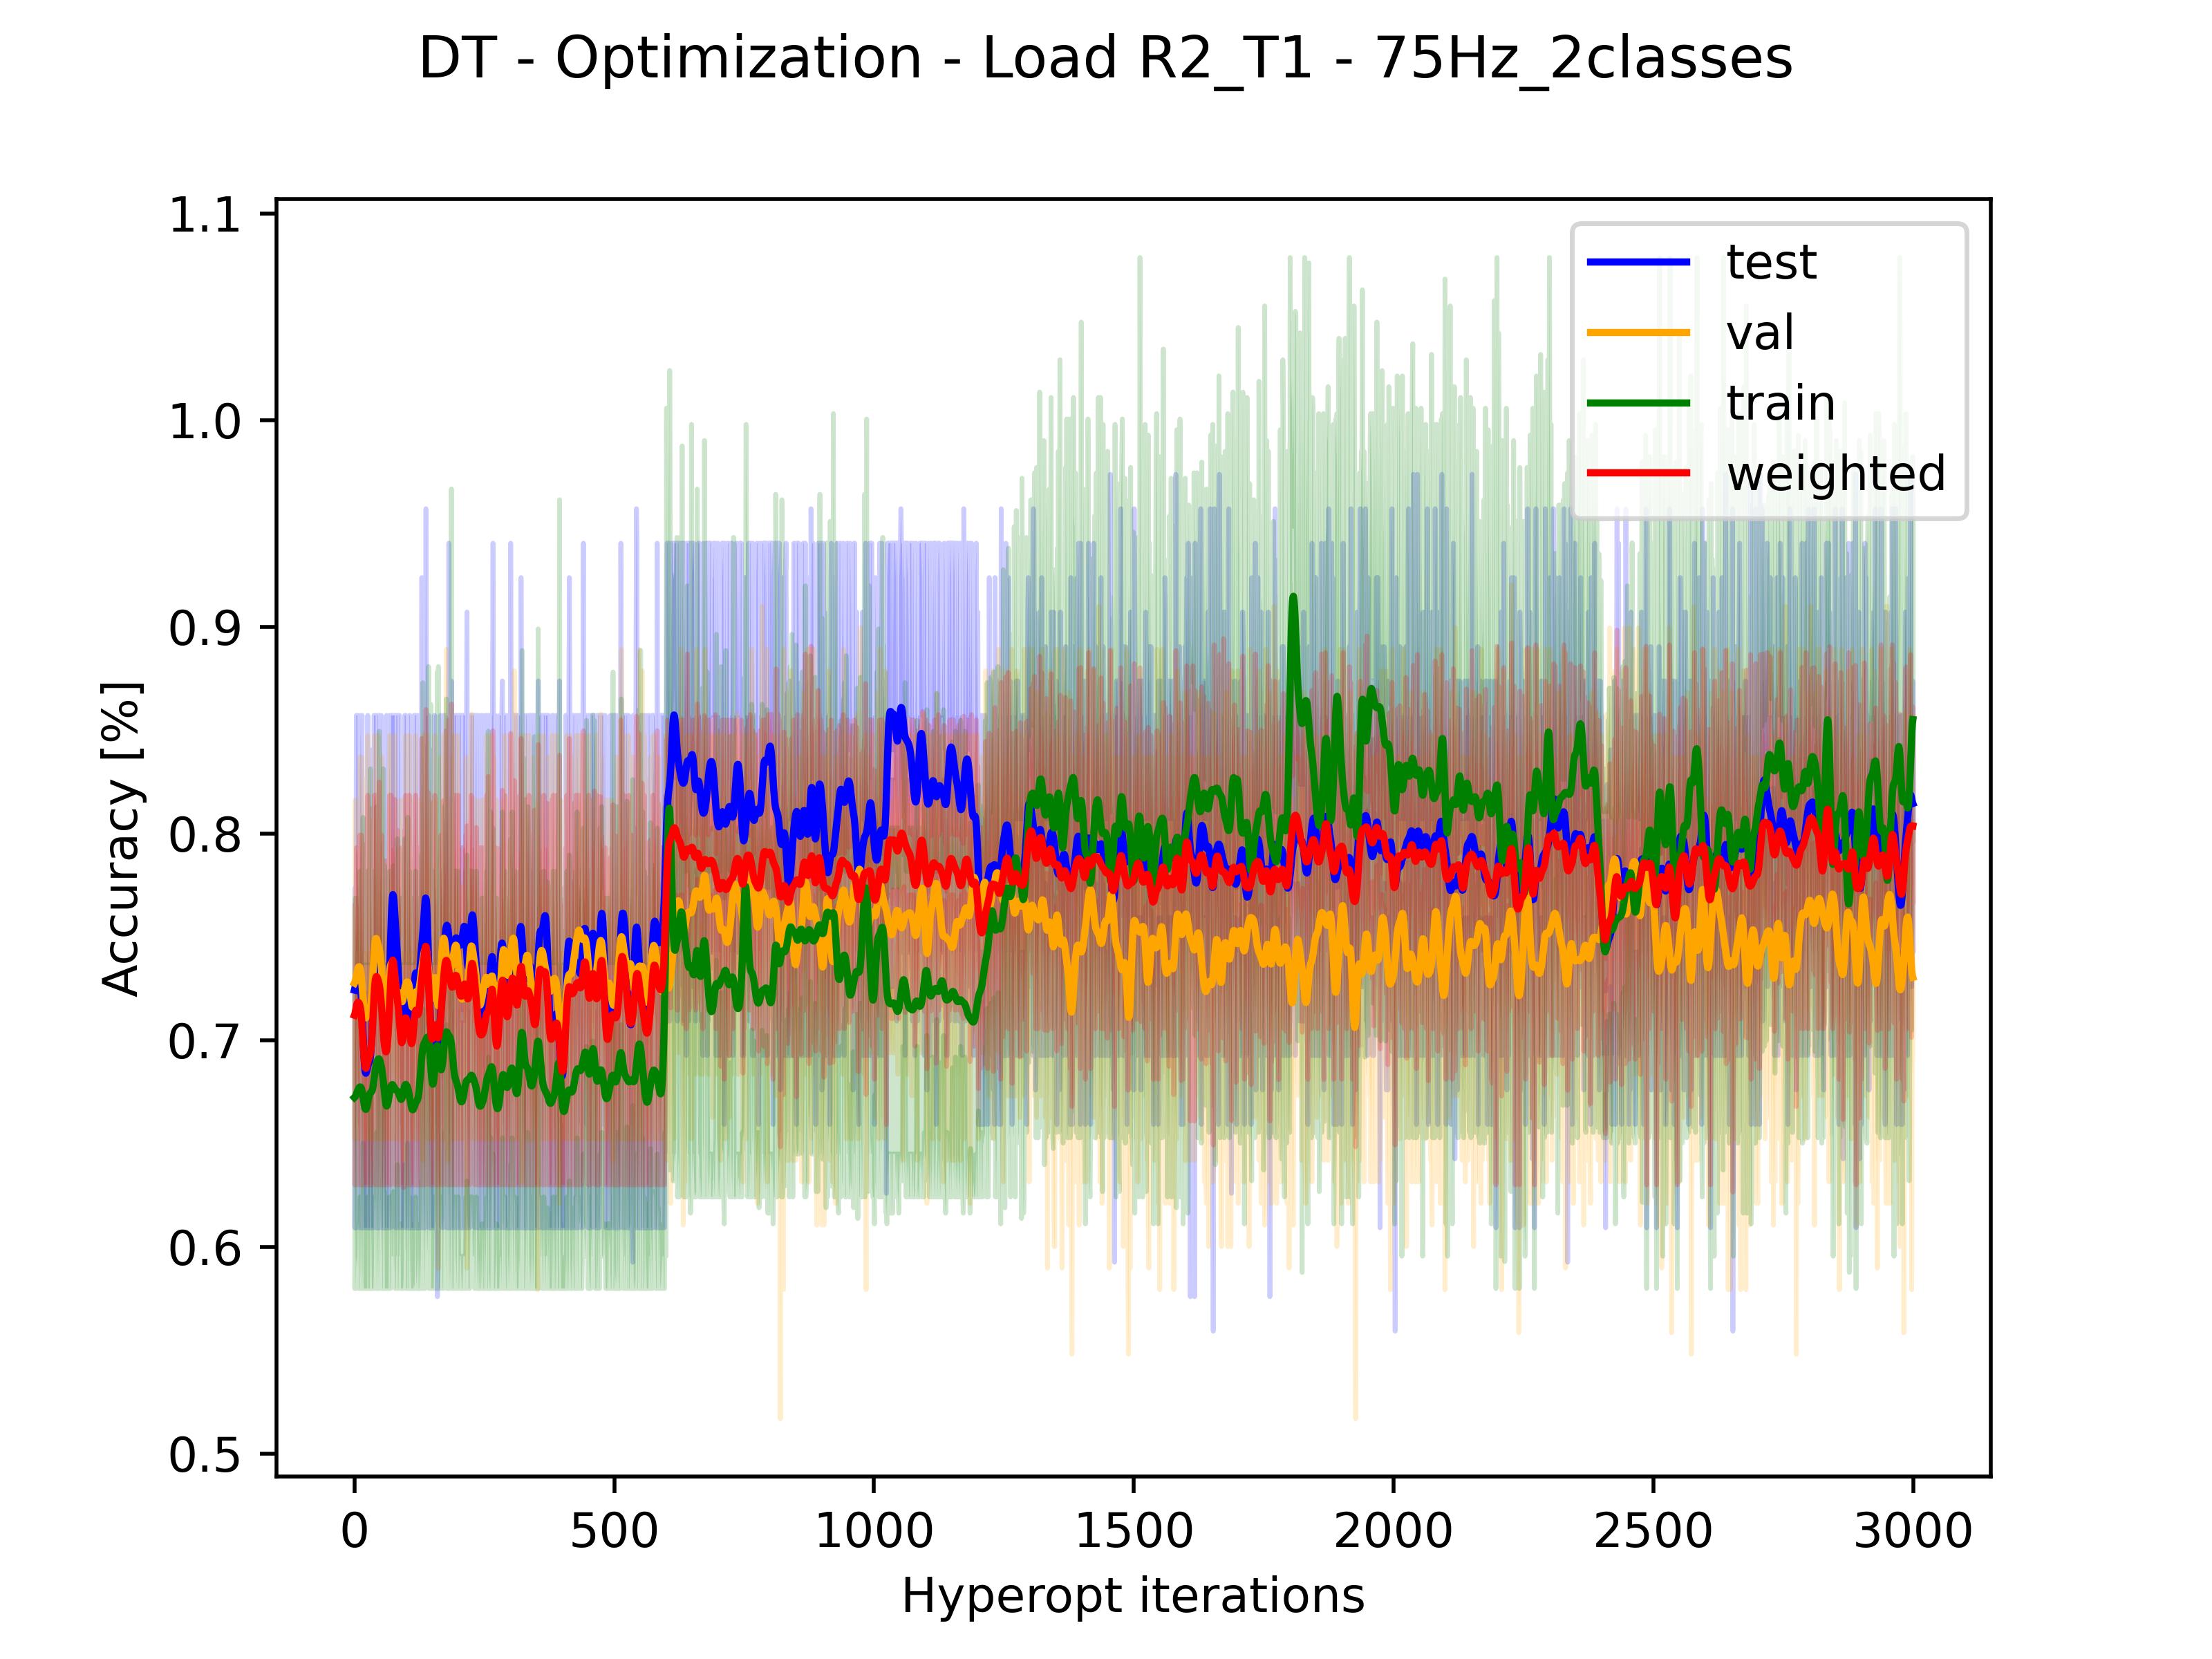 DT - Optimization - Load R2_T1 - 75Hz_2classes
1.1
1.0
0.9
0.8
0.7
0.6
0.5
Accuracy [%]
test
val
train
weighted
0 500 1000 1500 2000 2500 3000
Hyperopt iterations